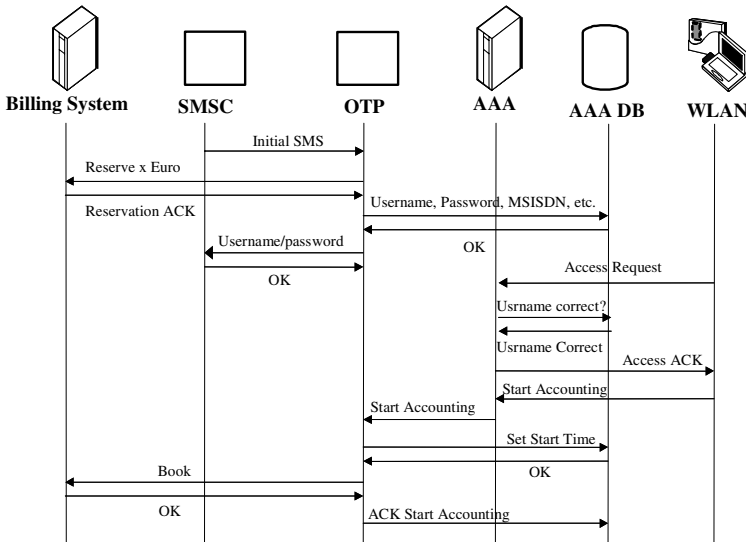 Billing System
SMSC
OTP
AAA
AAA DB
WLAN
Initial SMS
Reserve x Euro
Reservation ACK
Username, Password, MSISDN, etc.
OK
Username/password
OK
Access Request
Usrname correct?
Usrname Correct
Access ACK
Start Accounting
Start Accounting
Set Start Time
OK
Book
OK
ACK Start Accounting